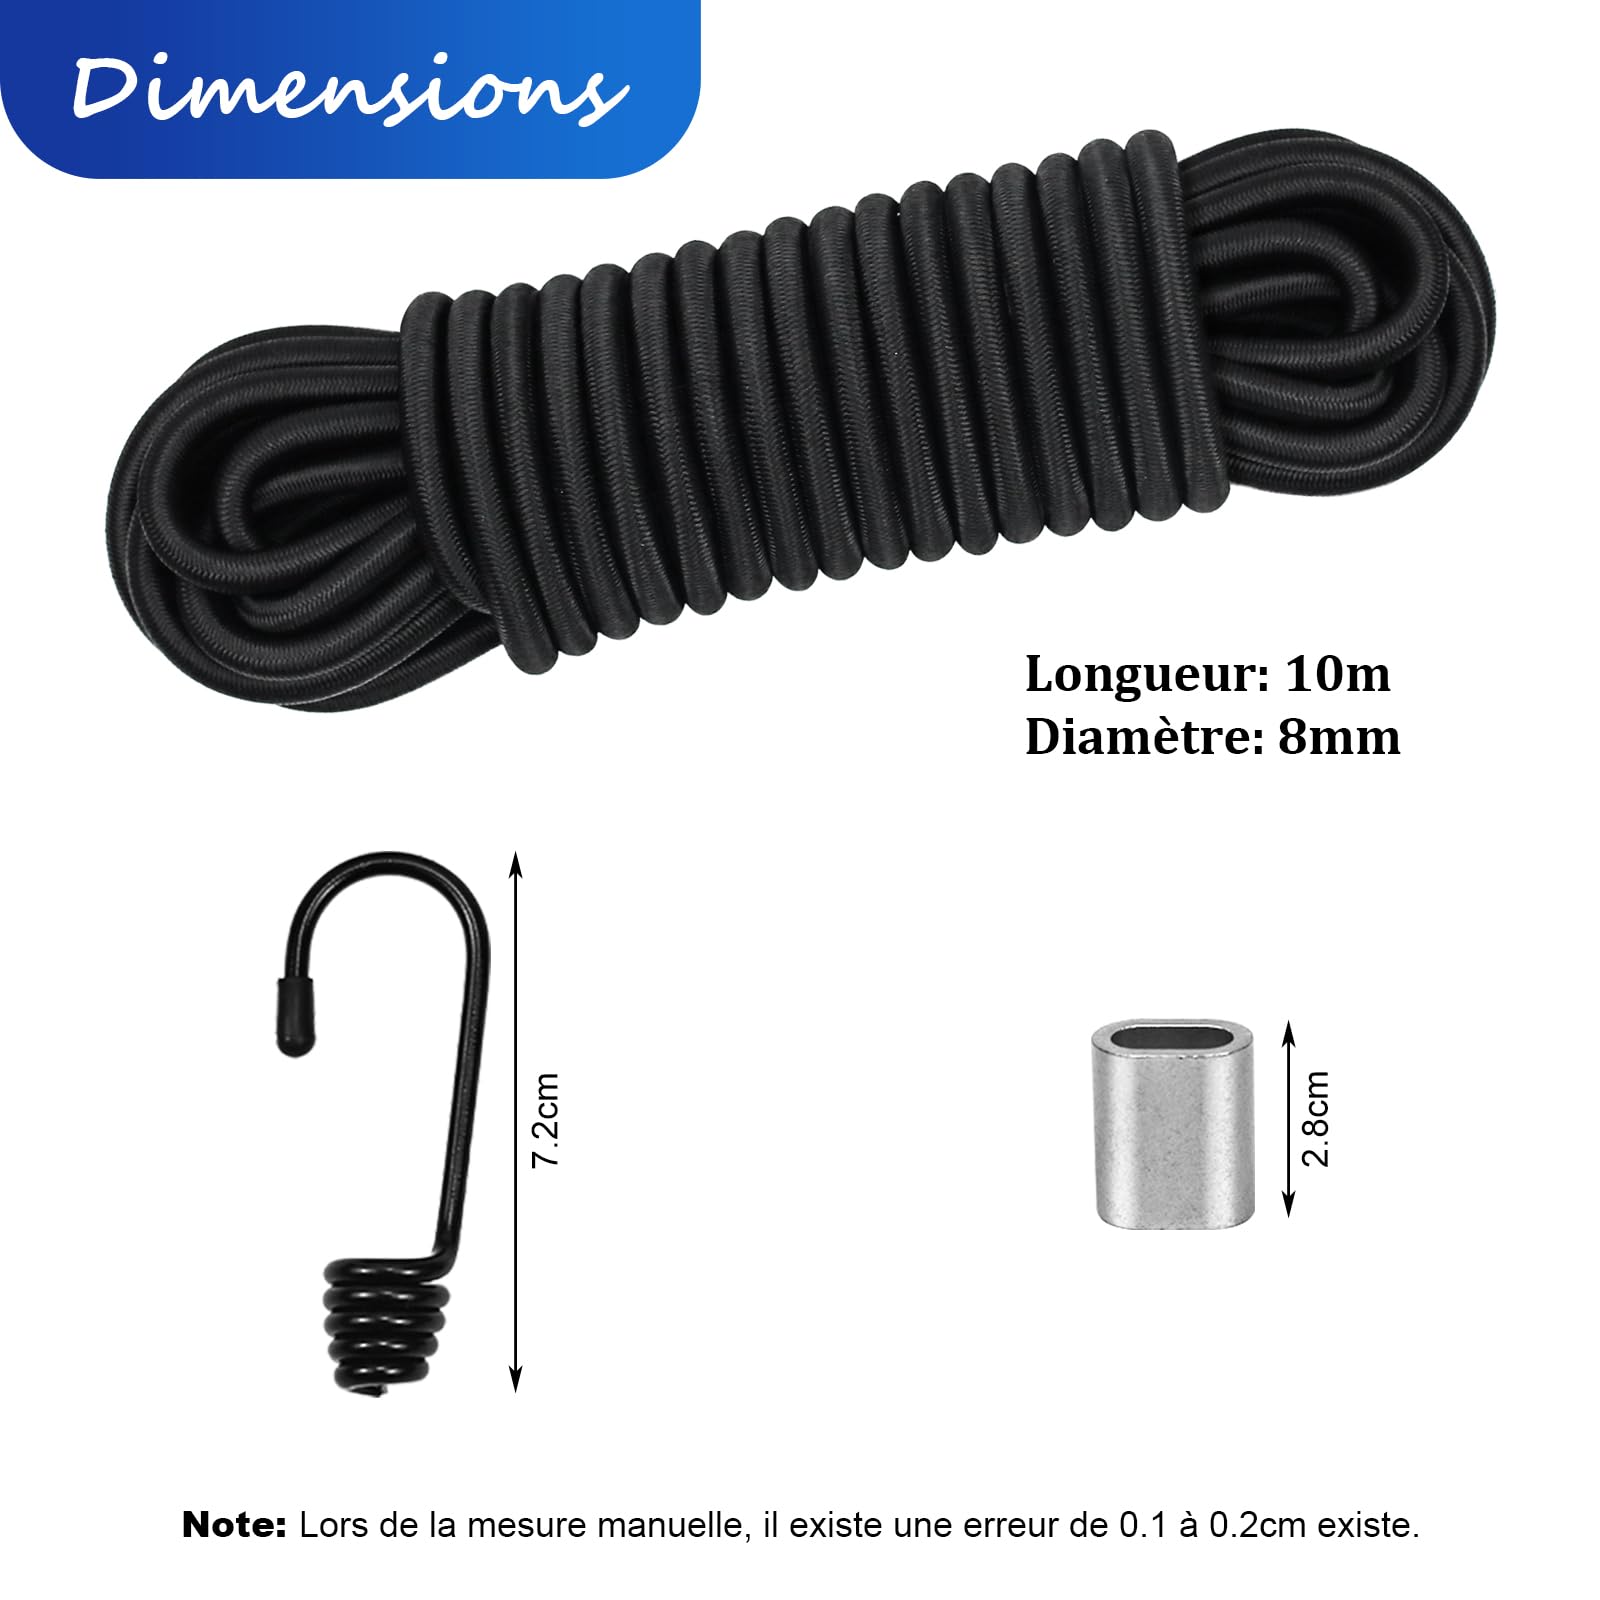 Dimensions
Longueur: 10m
Diamètre: 8mm
7.2cm
2.8cm
Note: Lors de la mesure manuelle, il existe une erreur de 0.1 à 0.2cm existe.